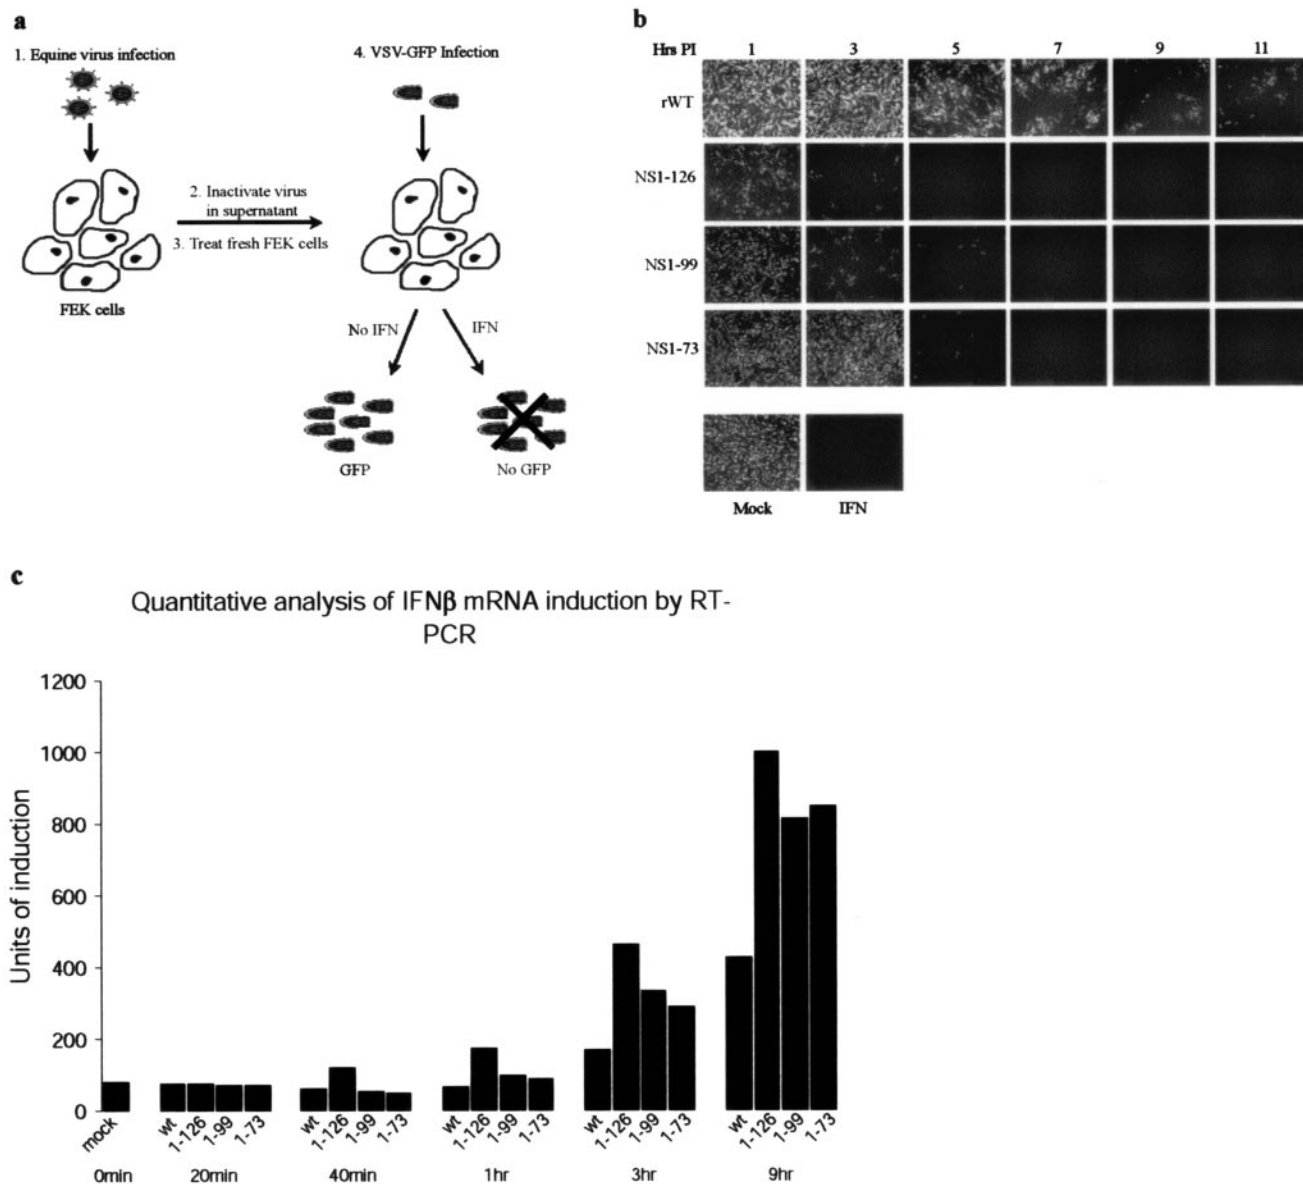 a
1. Equine virus infection
4. VSV-GFP Infection
2. Inactivate virus
in supernatant
3. Treat fresh FEK cells
FEK cells
No IFN
IFN
GFP
No GFP
b
Hrs PI 1 3 5 7 9 11
rWT
NS1-126
NS1-99
NS1-73
Mock IFN
c
Quantitative analysis of IFNβ mRNA induction by RT-
PCR
Units of induction
1200
1000
800
600
400
200
0
mock wt 1-126 1-99 1-73 wt 1-126 1-99 1-73 wt 1-126 1-99 1-73 wt 1-126 1-99 1-73 wt 1-126 1-99 1-73
0min 20min 40min 1hr 3hr 9hr